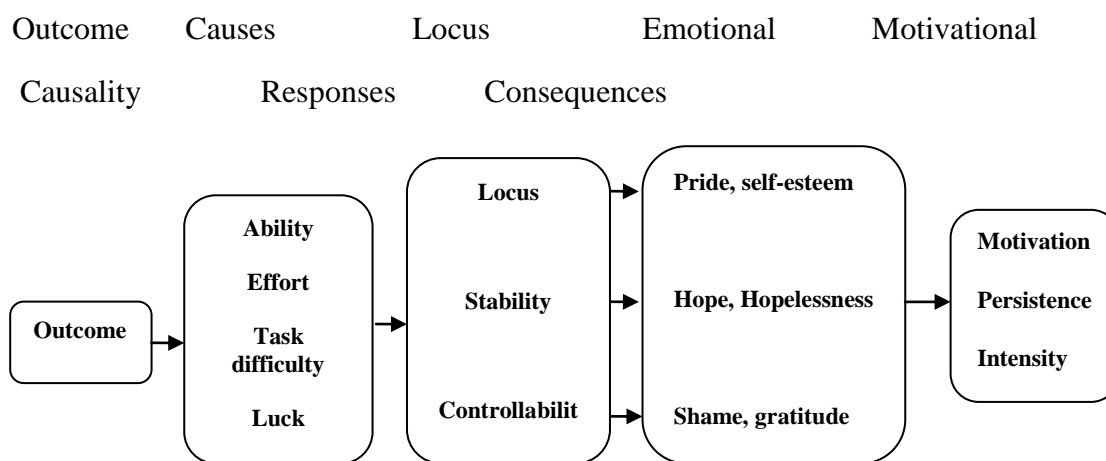 Outcome Causes Locus Emotional Motivational
Causality Responses Consequences
Outcome
Ability
Effort
Task
difficulty
Luck
Locus
Stability
Controllabilit
Pride, self-esteem
Hope, Hopelessness
Shame, gratitude
Motivation
Persistence
Intensity